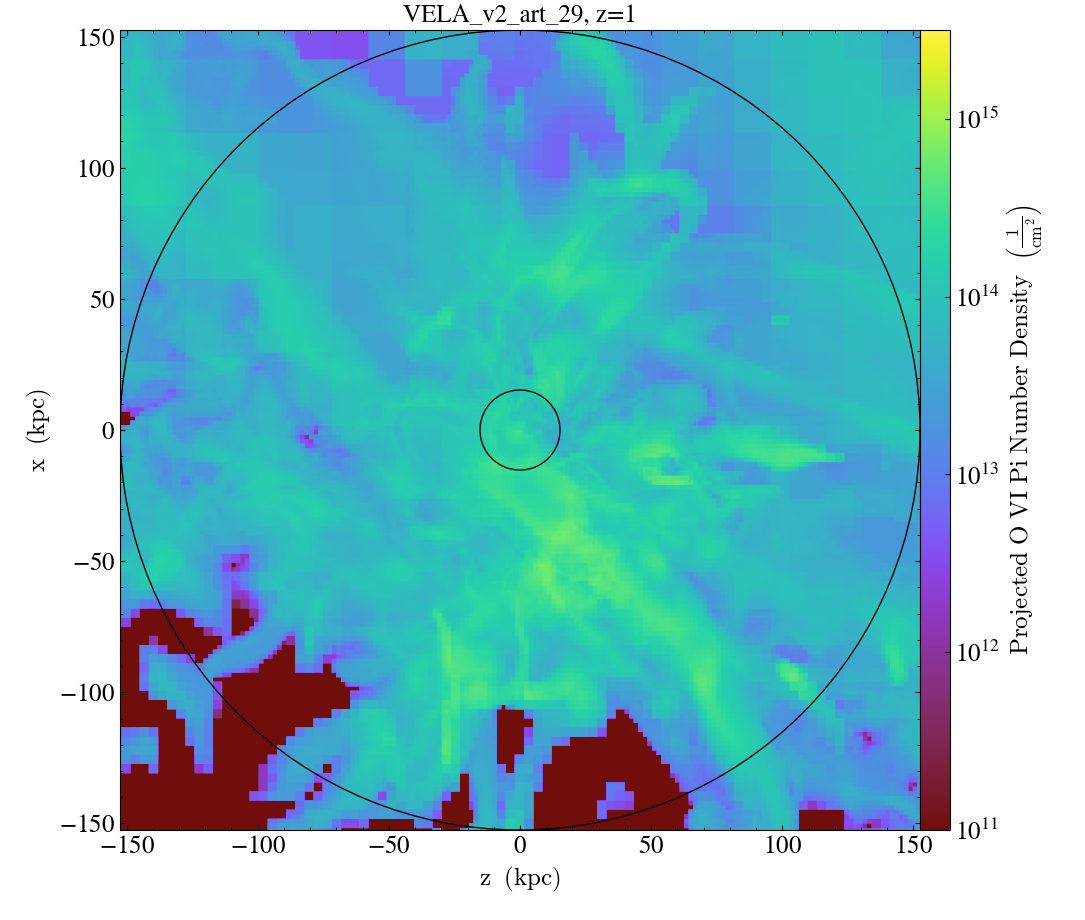 VELA_v2_art_29, z=1
150
100
50
0
−50
−100
−150
x (kpc)
−150 −100 −50 0 50 100 150
z (kpc)
10^15
10^14
10^13
10^12
10^11
Projected O VI Pi Number Density (1/cm^2)